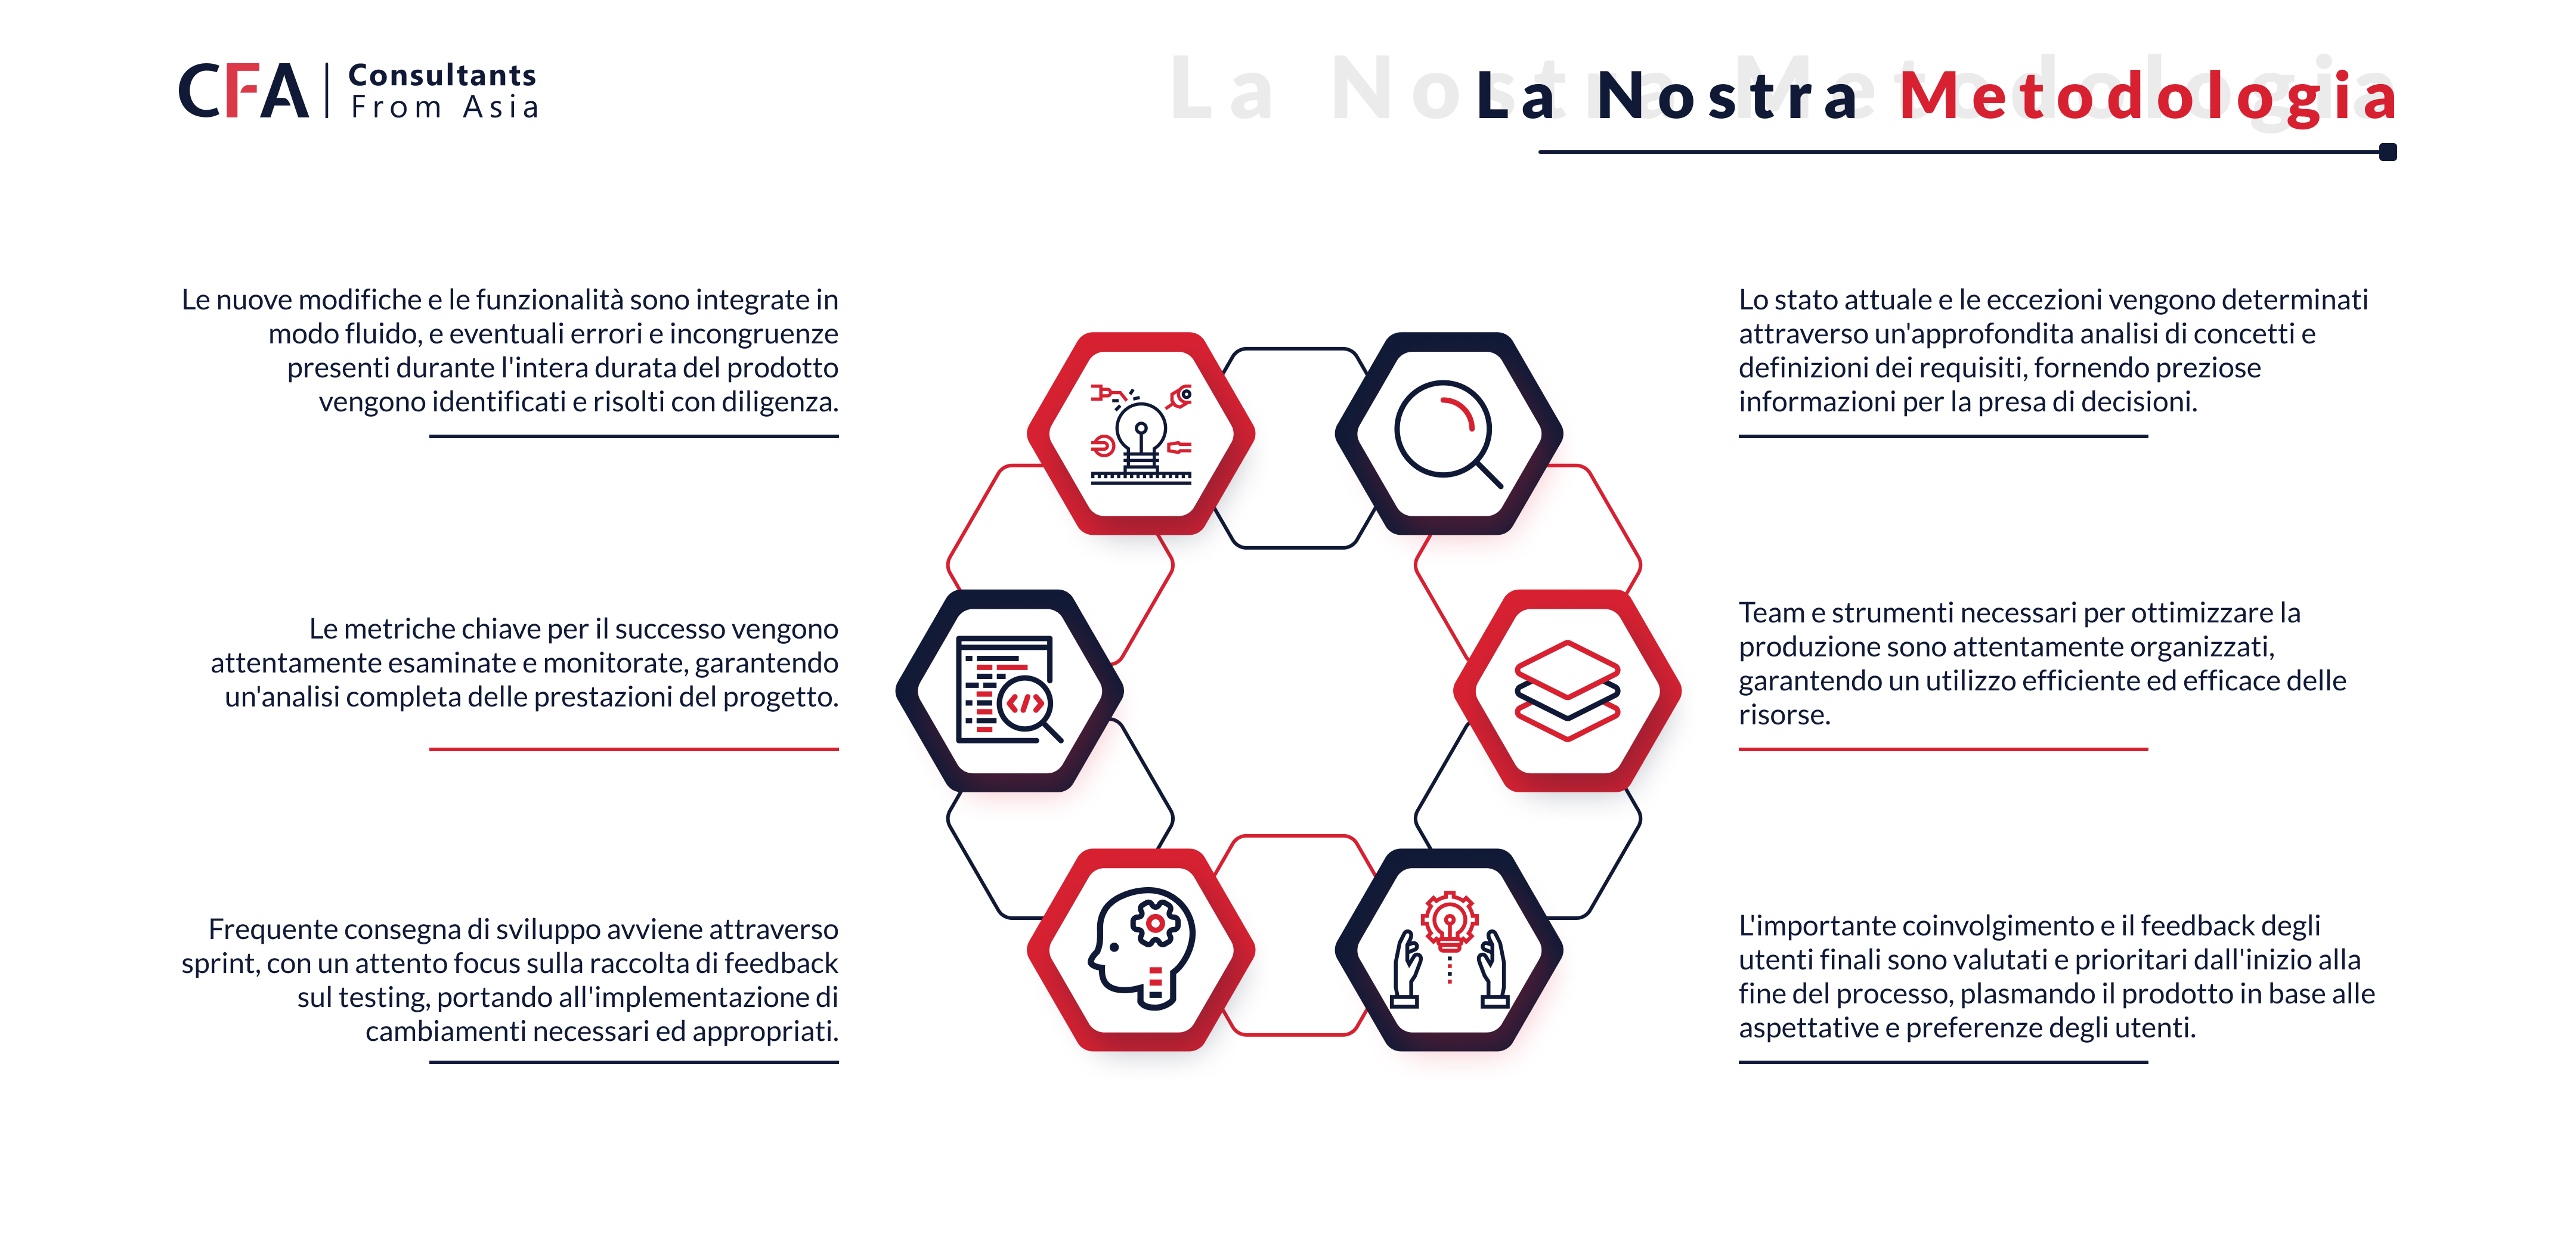 CFA
Consultants
From Asia
La Nostra Metodologia
La Nostra Metodologia
Le nuove modifiche e le funzionalità sono integrate in
modo fluido, e eventuali errori e incongruenze
presenti durante l'intera durata del prodotto
vengono identificati e risolti con diligenza.
Le metriche chiave per il successo vengono
attentamente esaminate e monitorate, garantendo
un'analisi completa delle prestazioni del progetto.
Frequente consegna di sviluppo avviene attraverso
sprint, con un attento focus sulla raccolta di feedback
sul testing, portando all'implementazione di
cambiamenti necessari ed appropriati.
Lo stato attuale e le eccezioni vengono determinati
attraverso un'approfondita analisi di concetti e
definizioni dei requisiti, fornendo preziose
informazioni per la presa di decisioni.
Team e strumenti necessari per ottimizzare la
produzione sono attentamente organizzati,
garantendo un utilizzo efficiente ed efficace delle
risorse.
L'importante coinvolgimento e il feedback degli
utenti finali sono valutati e prioritari dall'inizio alla
fine del processo, plasmando il prodotto in base alle
aspettative e preferenze degli utenti.